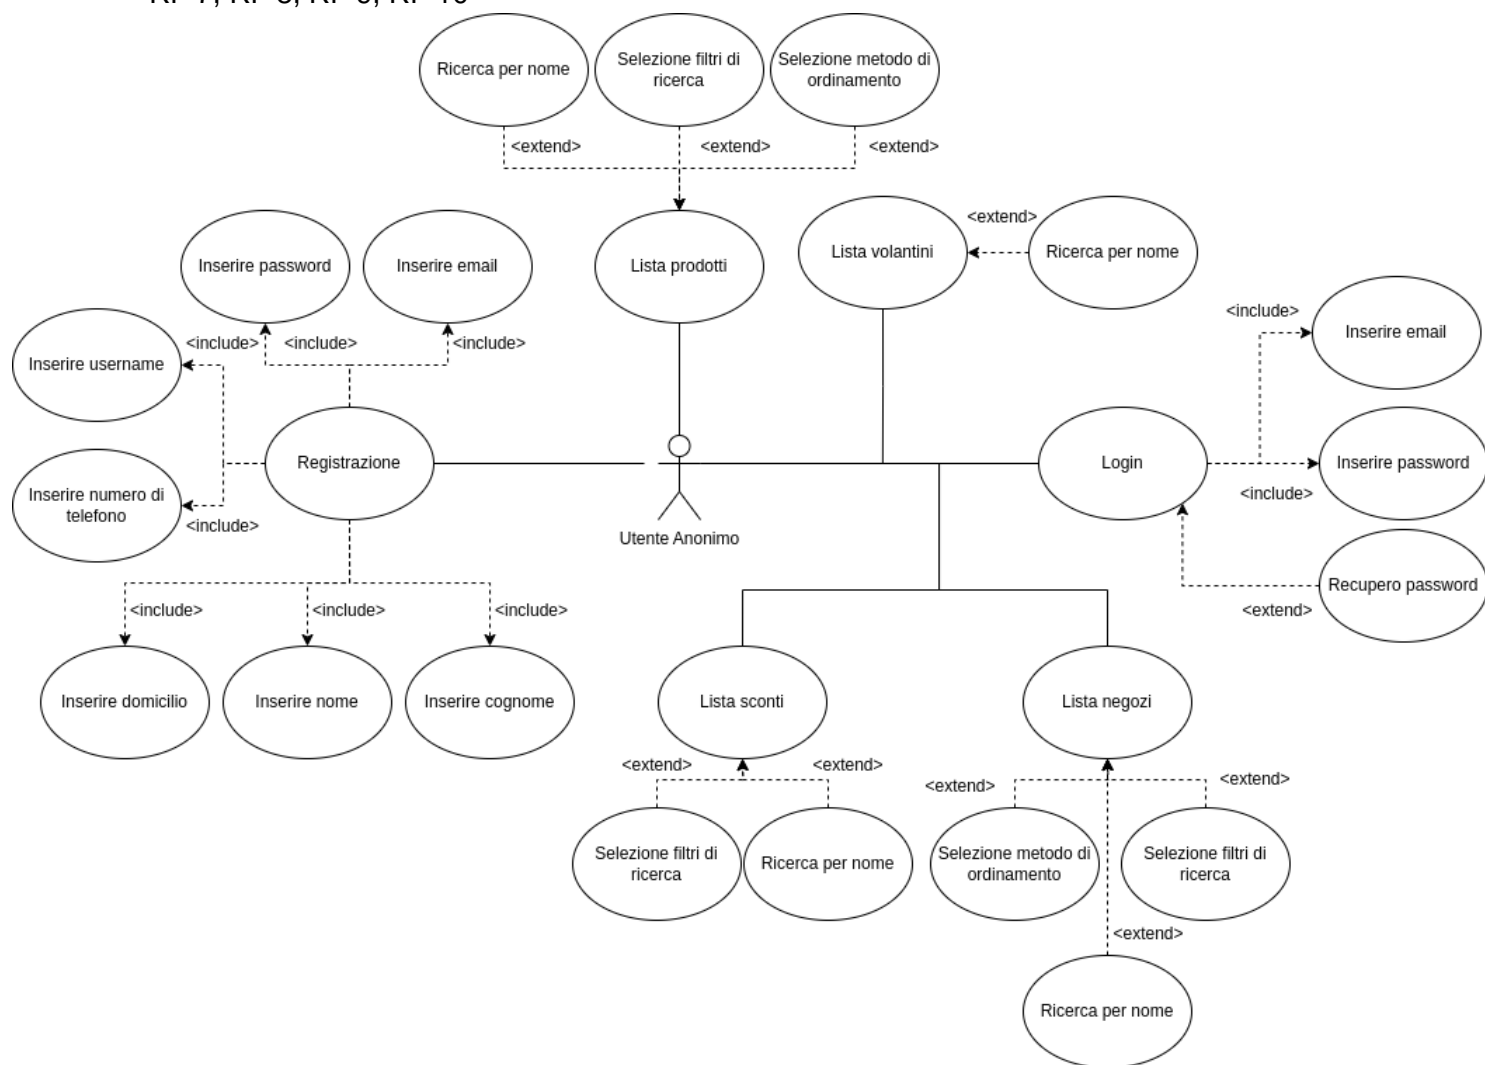 Ricerca per nome
Selezione filtri di
ricerca
Selezione metodo di
ordinamento
<extend>
<extend>
<extend>
Inserire password
Inserire email
Lista prodotti
Lista volantini
<extend>
Ricerca per nome
Inserire username
<include>
<include>
<include>
<include>
Inserire email
Registrazione
Login
Inserire password
<include>
Inserire numero di
telefono
<include>
Utente Anonimo
Recupero password
<extend>
<include>
<include>
<include>
Inserire domicilio
Inserire nome
Inserire cognome
Lista sconti
Lista negozi
<extend>
<extend>
<extend>
<extend>
Selezione filtri di
ricerca
Ricerca per nome
Selezione metodo di
ordinamento
Selezione filtri di
ricerca
<extend>
Ricerca per nome